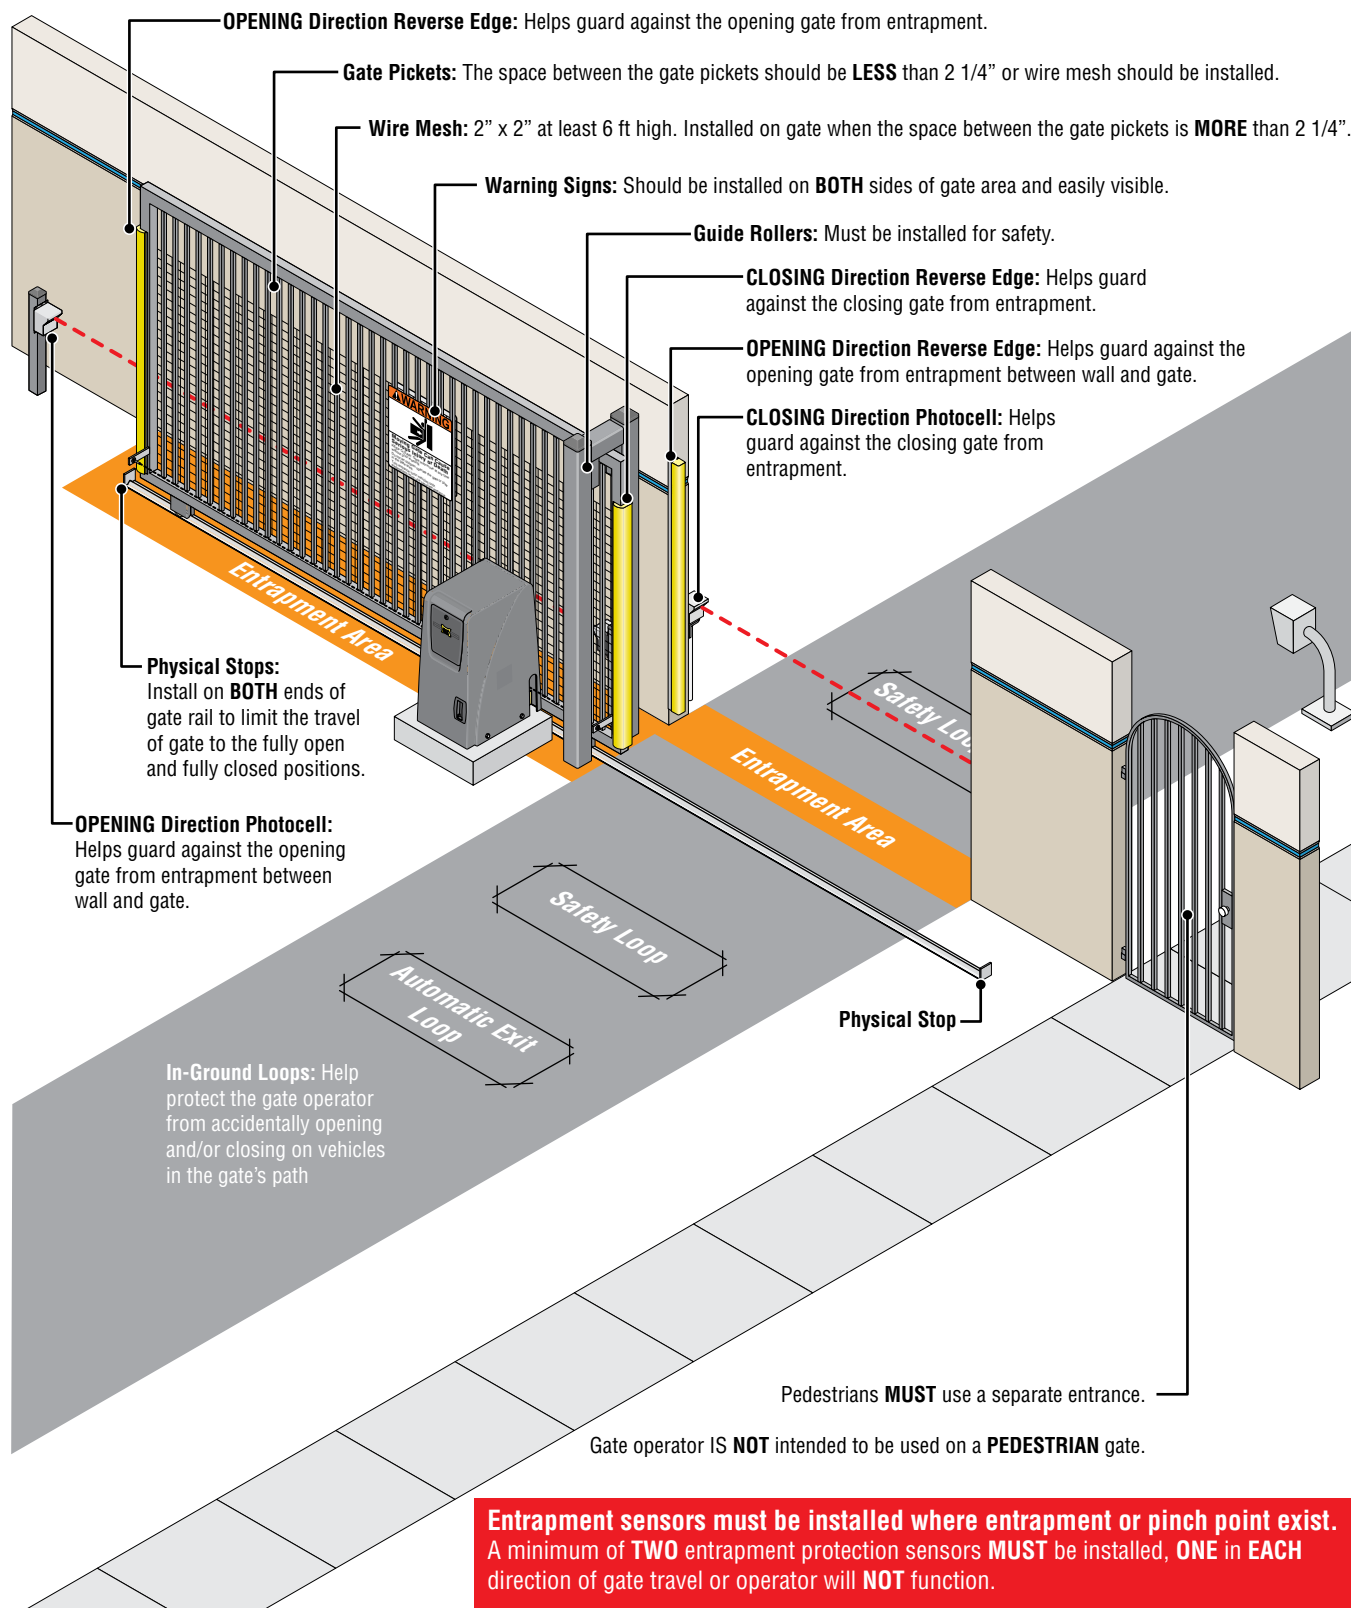 OPENING Direction Reverse Edge: Helps guard against the opening gate from entrapment.
Gate Pickets: The space between the gate pickets should be LESS than 2 1/4” or wire mesh should be installed.
Wire Mesh: 2” x 2” at least 6 ft high. Installed on gate when the space between the gate pickets is MORE than 2 1/4”.
Warning Signs: Should be installed on BOTH sides of gate area and easily visible.
Guide Rollers: Must be installed for safety.
CLOSING Direction Reverse Edge: Helps guard
against the closing gate from entrapment.
OPENING Direction Reverse Edge: Helps guard against the
opening gate from entrapment between wall and gate.
CLOSING Direction Photocell: Helps
guard against the closing gate from
entrapment.
WARNING
Entrapment Area
Physical Stops:
Install on BOTH ends of
gate rail to limit the travel
of gate to the fully open
and fully closed positions.
Safety Loo
Entrapment Area
OPENING Direction Photocell:
Helps guard against the opening
gate from entrapment between
wall and gate.
Safety Loop
Automatic Exit
Loop
Physical Stop
In-Ground Loops: Help
protect the gate operator
from accidentally opening
and/or closing on vehicles
in the gate’s path
Pedestrians MUST use a separate entrance.
Gate operator IS NOT intended to be used on a PEDESTRIAN gate.
Entrapment sensors must be installed where entrapment or pinch point exist.
A minimum of TWO entrapment protection sensors MUST be installed, ONE in EACH
direction of gate travel or operator will NOT function.